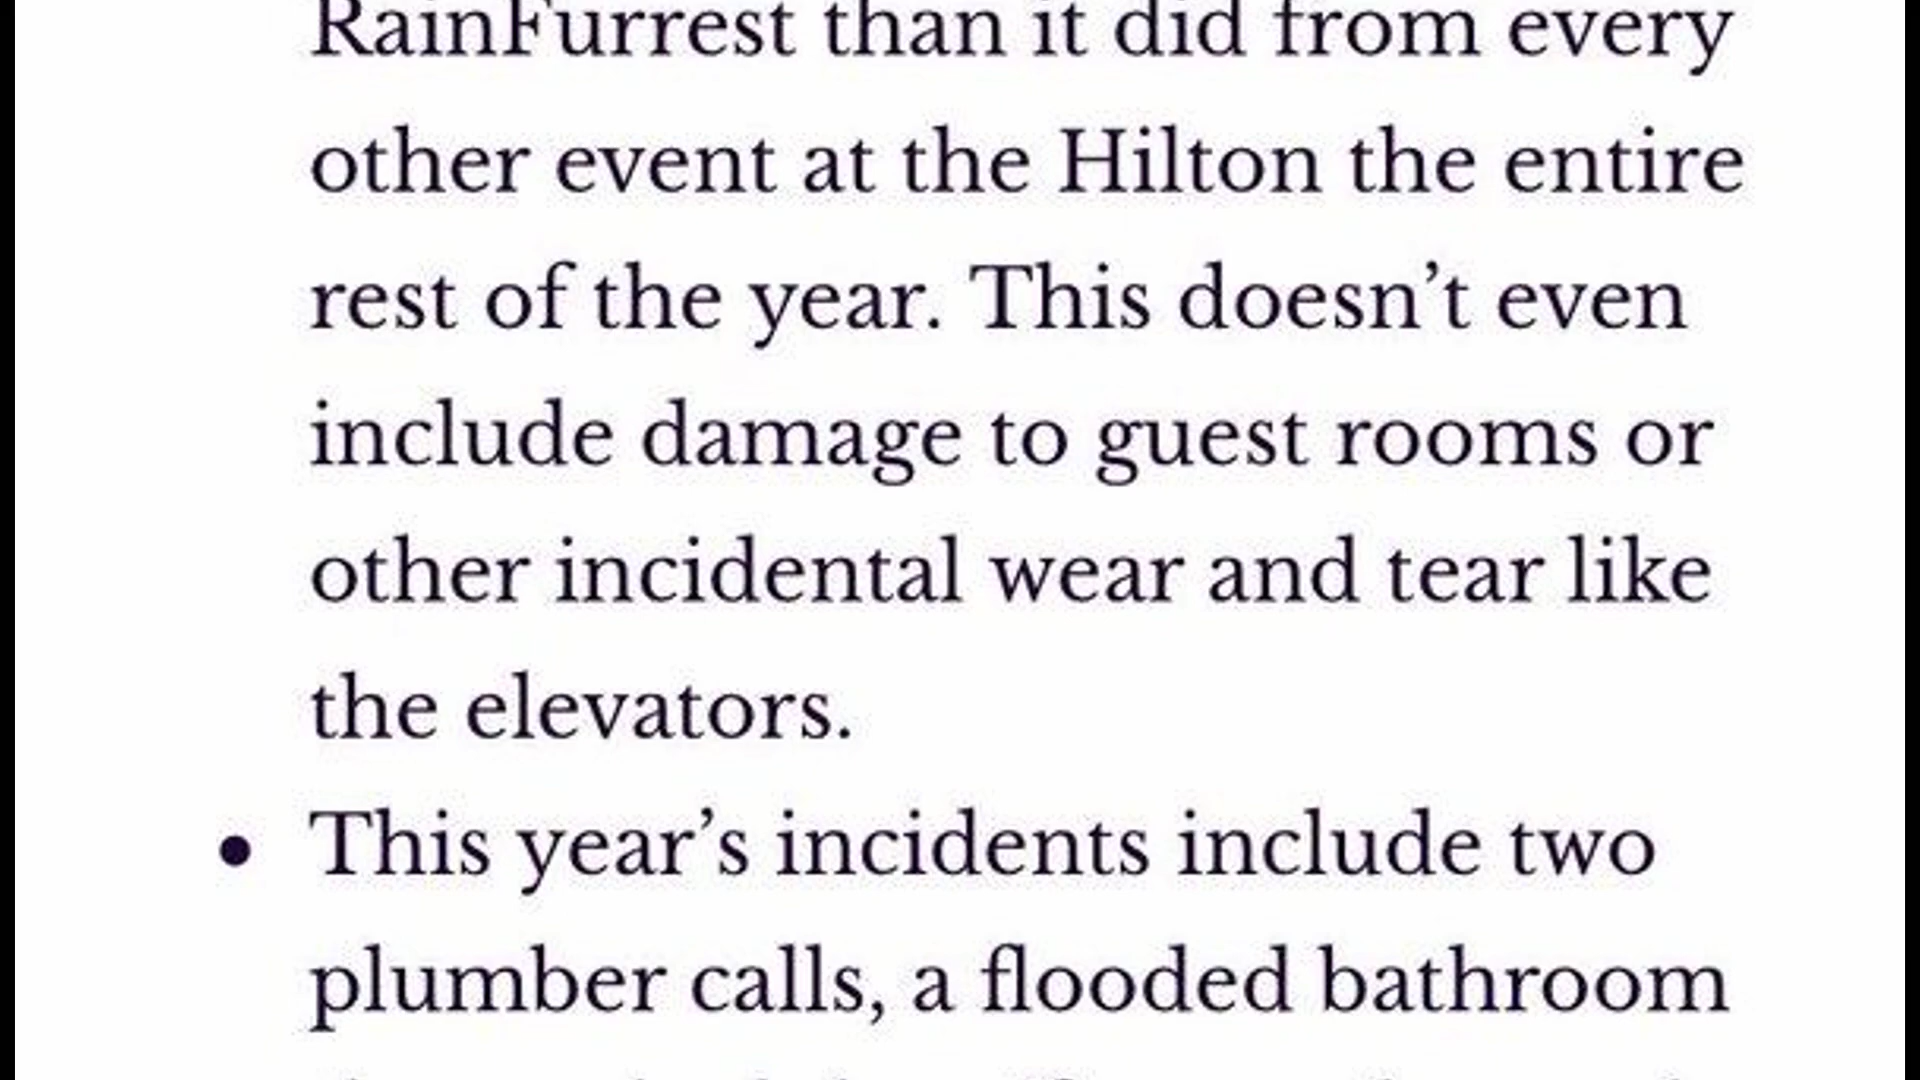 RainFurrest than it did from every
other event at the Hilton the entire
rest of the year. This doesn’t even
include damage to guest rooms or
other incidental wear and tear like
the elevators.
• This year’s incidents include two
plumber calls, a flooded bathroom